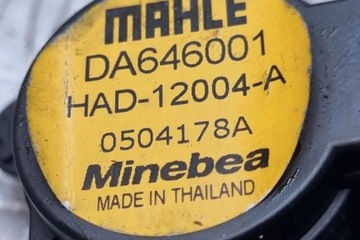 MAHLE
DA646001
HAD-12004-A
0504178A
Minebea
MADE IN THAILAND